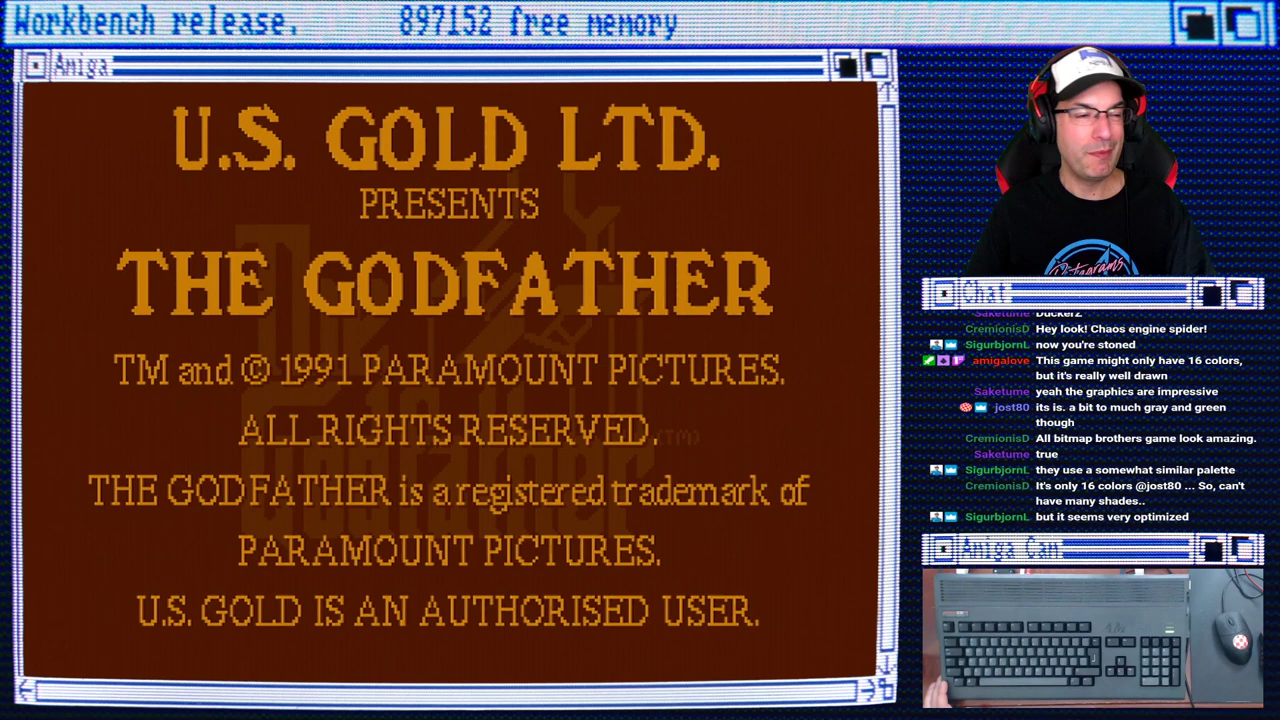 Workbench release. 897152 free memory
Amiga
U.S. GOLD LTD.
PRESENTS
THE GODFATHER
TM and © 1991 PARAMOUNT PICTURES.
ALL RIGHTS RESERVED.
(TM)
THE GODFATHER is a registered trademark of
PARAMOUNT PICTURES.
U.S. GOLD IS AN AUTHORISED USER.
Chat
Saketume DuckerZ
CremionisD Hey look! Chaos engine spider!
SigurbjornL now you're stoned
amigalove This game might only have 16 colors,
but it's really well drawn
Saketume yeah the graphics are impressive
jost80 its is. a bit to much gray and green
though
CremionisD All bitmap brothers game look amazing.
Saketume true
SigurbjornL they use a somewhat similar palette
CremionisD It's only 16 colors @jost80 ... So, can't
have many shades..
SigurbjornL but it seems very optimized
Amiga Cam